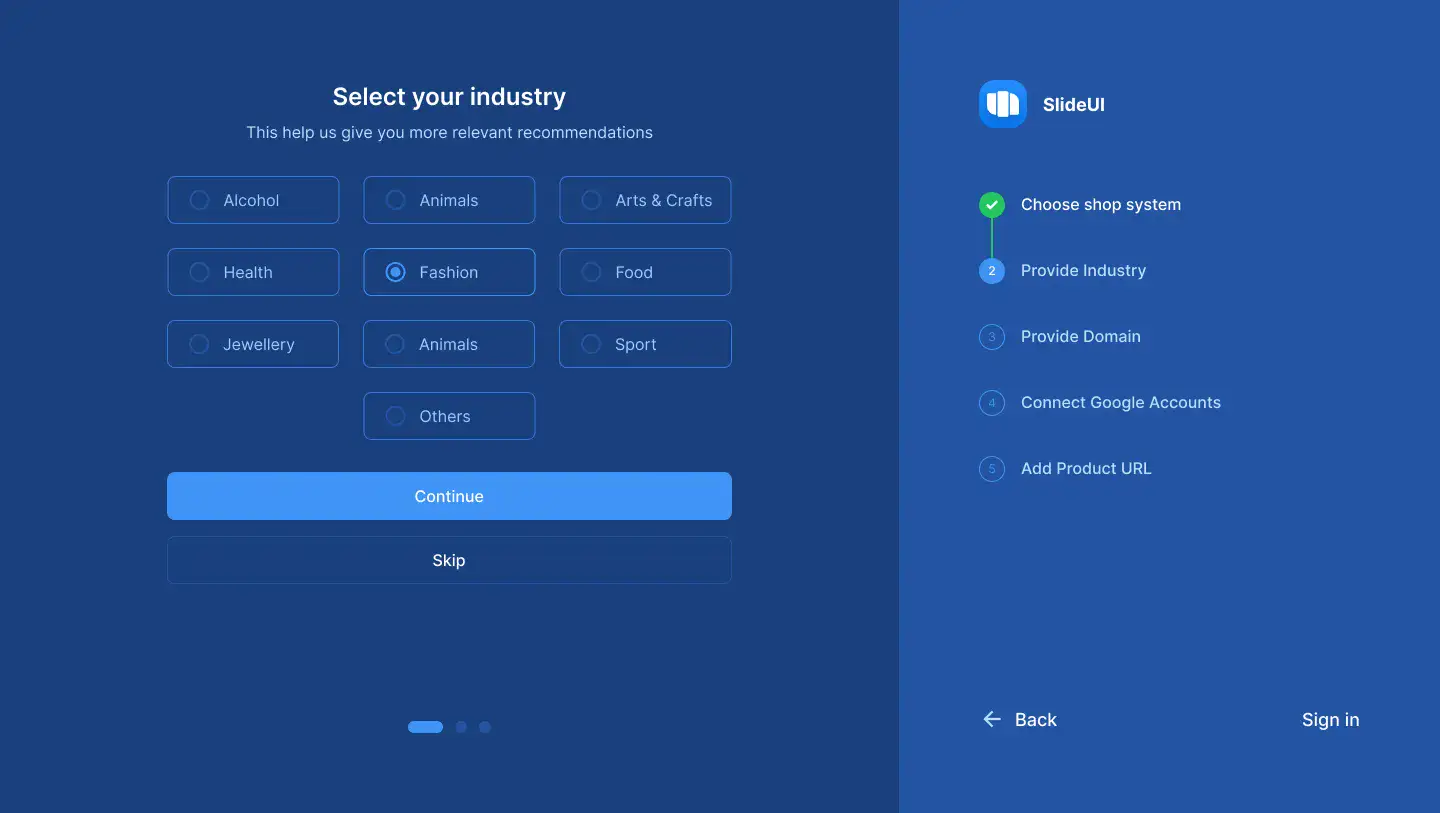 Select your industry
This help us give you more relevant recommendations
Alcohol
Animals
Arts & Crafts
Health
Fashion
Food
Jewellery
Animals
Sport
Others
Continue
Skip
SlideUI
Choose shop system
2 Provide Industry
3 Provide Domain
4 Connect Google Accounts
5 Add Product URL
Back
Sign in